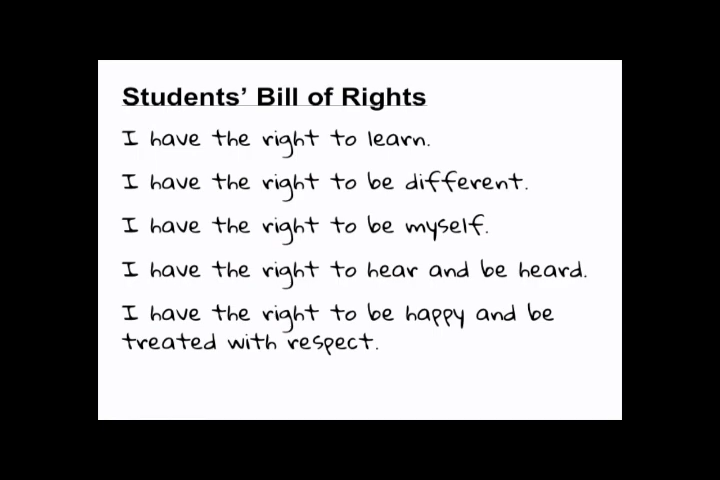 Students’ Bill of Rights
I have the right to learn.
I have the right to be different.
I have the right to be myself.
I have the right to hear and be heard.
I have the right to be happy and be
treated with respect.